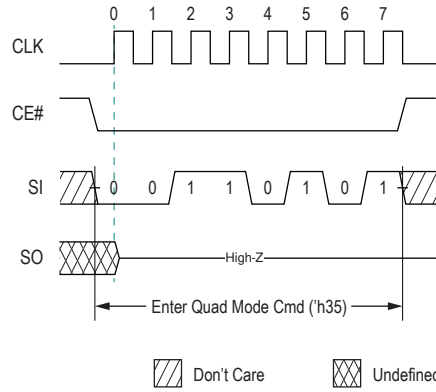 0 1 2 3 4 5 6 7
CLK
CE#
SI 0 0 1 1 0 1 0 1
SO High-Z
Enter Quad Mode Cmd ('h35)
Don't Care Undefined